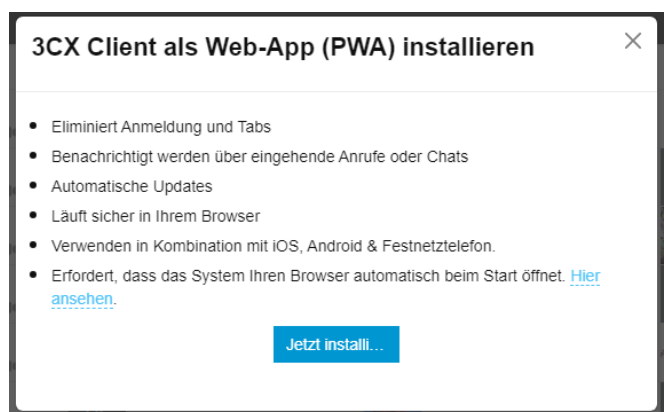 3CX Client als Web-App (PWA) installieren
Eliminiert Anmeldung und Tabs
Benachrichtigt werden über eingehende Anrufe oder Chats
Automatische Updates
Läuft sicher in Ihrem Browser
Verwenden in Kombination mit iOS, Android & Festnetztelefon.
Erfordert, dass das System Ihren Browser automatisch beim Start öffnet. Hier
ansehen.
Jetzt installi...